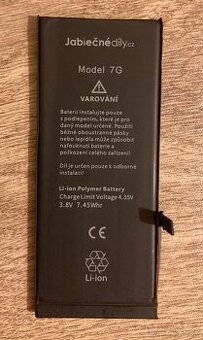 Jablečnédíly.cz
Model 7G
VAROVÁNÍ
Baterii instalujte pouze
s podlepením, které je pro
daný model určené. Použití
běžné oboustranné pásky
nebo lepidla může způsobit
nafouknutí baterie a
poškození celého zařízení.
Díl je určen pouze
k odborné montáži.
Li-ion Polymer Battery
Charge Limit Voltage 4.35V
3.8V 7.45Whr
CE
Li-ion